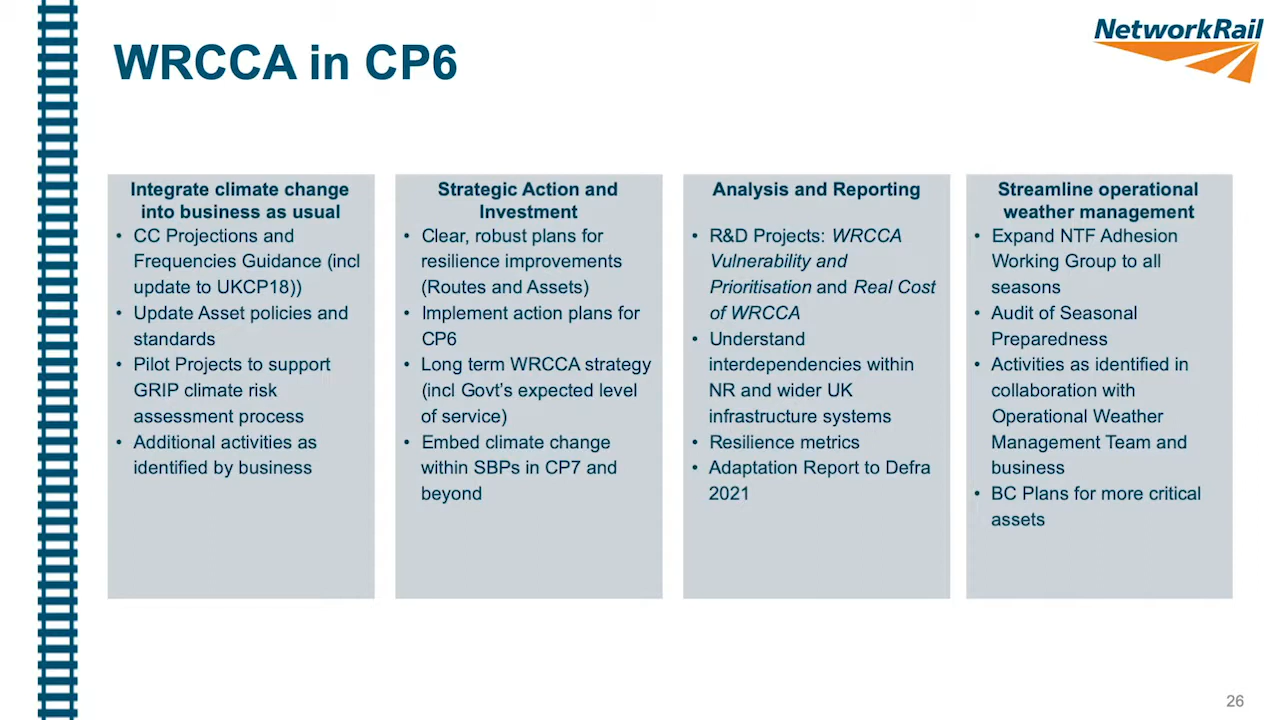 NetworkRail
WRCCA in CP6
Integrate climate change
into business as usual
• CC Projections and
Frequencies Guidance (incl
update to UKCP18))
• Update Asset policies and
standards
• Pilot Projects to support
GRIP climate risk
assessment process
• Additional activities as
identified by business
Strategic Action and
Investment
• Clear, robust plans for
resilience improvements
(Routes and Assets)
• Implement action plans for
CP6
• Long term WRCCA strategy
(incl Govt’s expected level
of service)
• Embed climate change
within SBPs in CP7 and
beyond
Analysis and Reporting
• R&D Projects: WRCCA
Vulnerability and
Prioritisation and Real Cost
of WRCCA
• Understand
interdependencies within
NR and wider UK
infrastructure systems
• Resilience metrics
• Adaptation Report to Defra
2021
Streamline operational
weather management
• Expand NTF Adhesion
Working Group to all
seasons
• Audit of Seasonal
Preparedness
• Activities as identified in
collaboration with
Operational Weather
Management Team and
business
• BC Plans for more critical
assets
26